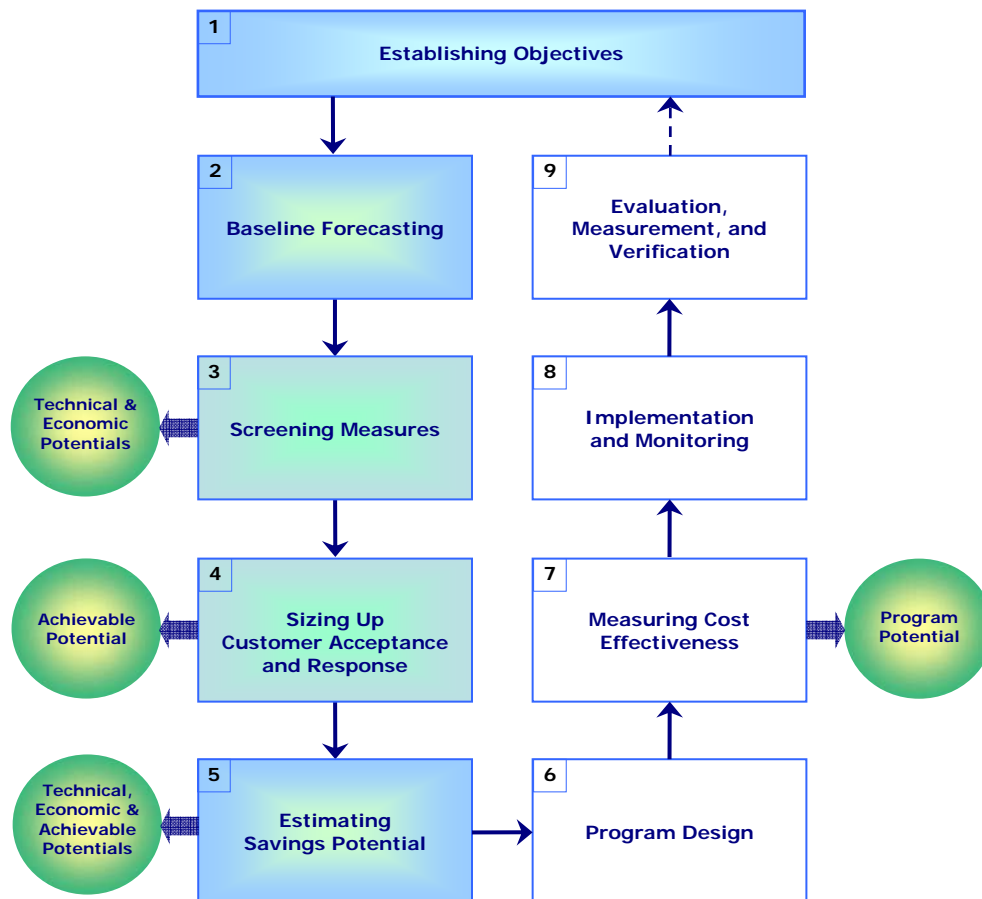 1
Establishing Objectives
2
Baseline Forecasting
3
Screening Measures
Technical &
Economic
Potentials
4
Sizing Up
Customer Acceptance
and Response
Achievable
Potential
5
Estimating
Savings Potential
Technical,
Economic &
Achievable
Potentials
6
Program Design
7
Measuring Cost
Effectiveness
Program
Potential
8
Implementation
and Monitoring
9
Evaluation,
Measurement, and
Verification